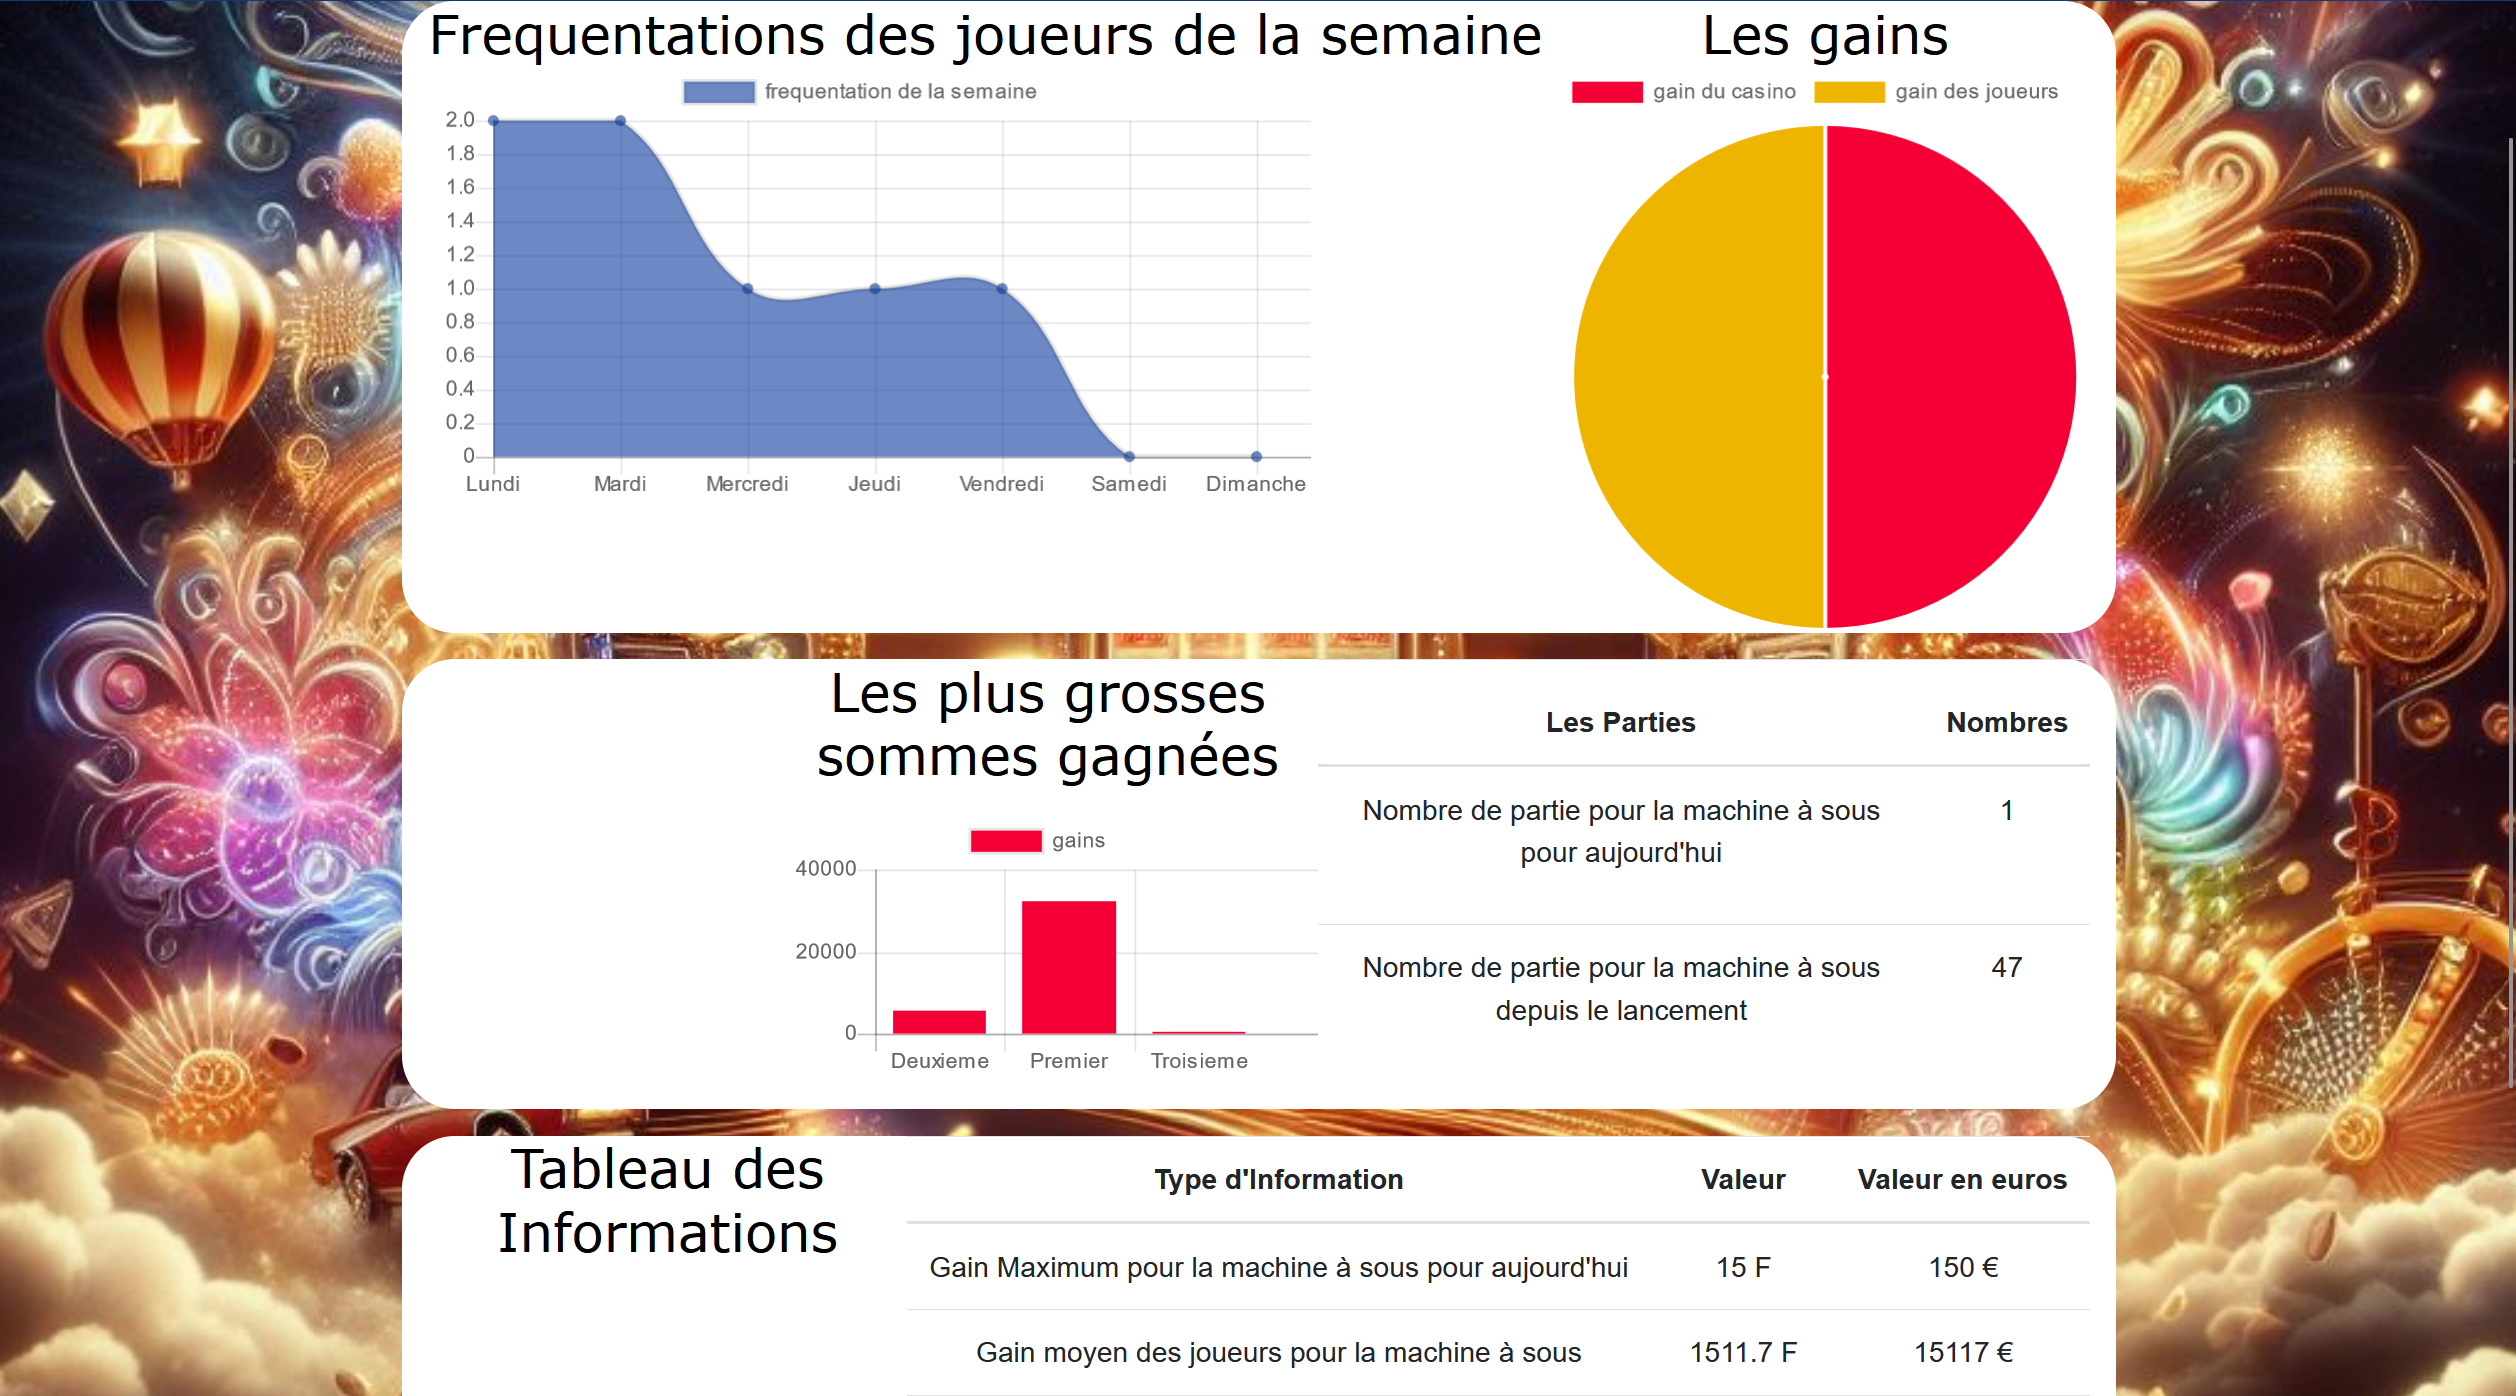 Frequentations des joueurs de la semaine
frequentation de la semaine
2.0
1.8
1.6
1.4
1.2
1.0
0.8
0.6
0.4
0.2
0
Lundi Mardi Mercredi Jeudi Vendredi Samedi Dimanche
Les gains
gain du casino gain des joueurs
Les plus grosses
sommes gagnées
gains
40000
20000
0
Deuxieme Premier Troisieme
Les Parties Nombres
Nombre de partie pour la machine à sous
pour aujourd'hui
1
Nombre de partie pour la machine à sous
depuis le lancement
47
Tableau des
Informations
Type d'Information Valeur Valeur en euros
Gain Maximum pour la machine à sous pour aujourd'hui 15 F 150 €
Gain moyen des joueurs pour la machine à sous 1511.7 F 15117 €